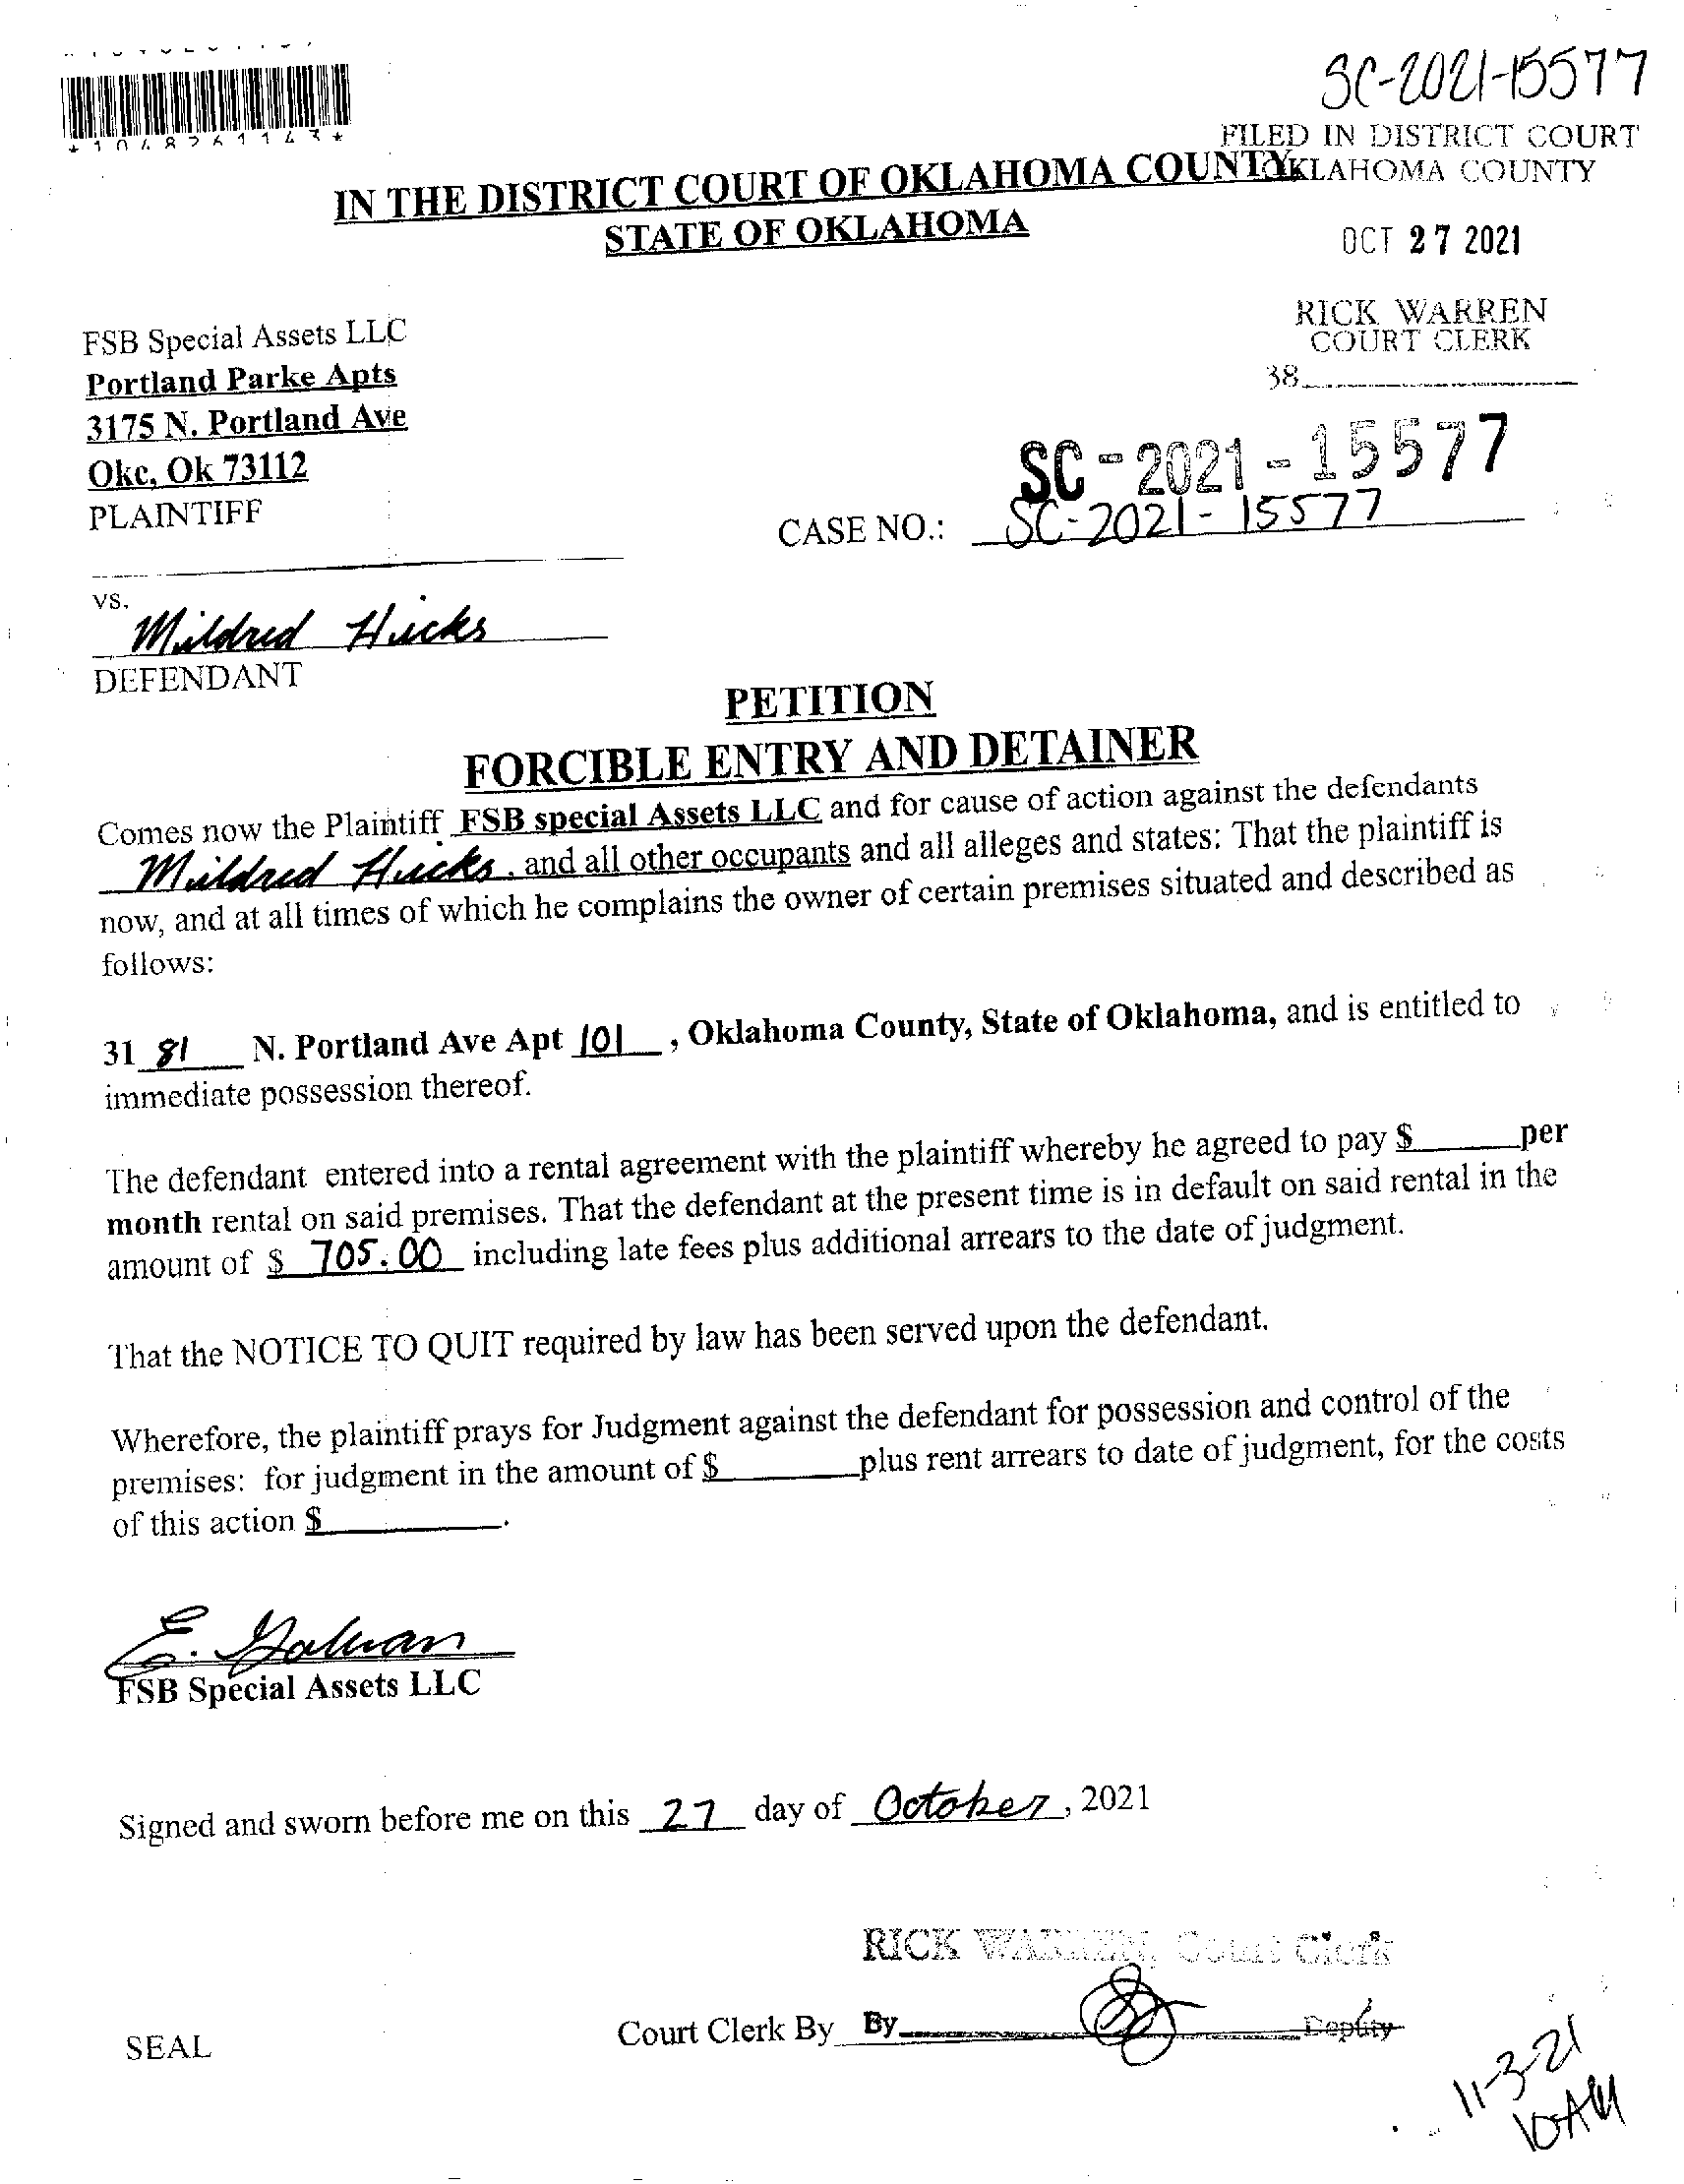 *1048261143*
SC-2021-15577
FILED IN DISTRICT COURT
OKLAHOMA COUNTY
IN THE DISTRICT COURT OF OKLAHOMA COUNTY
STATE OF OKLAHOMA
OCT 27 2021
RICK WARREN
COURT CLERK
38
FSB Special Assets LLC
Portland Parke Apts
3175 N. Portland Ave
Okc, Ok 73112
PLAINTIFF
SC-2021-15577
CASE NO.: SC-2021-15577
vs.
Mildred Hicks
DEFENDANT
PETITION
FORCIBLE ENTRY AND DETAINER
Comes now the Plaintiff FSB special Assets LLC and for cause of action against the defendants
Mildred Hicks, and all other occupants and all alleges and states: That the plaintiff is
now, and at all times of which he complains the owner of certain premises situated and described as
follows:
31 81 N. Portland Ave Apt 101, Oklahoma County, State of Oklahoma, and is entitled to
immediate possession thereof.
The defendant entered into a rental agreement with the plaintiff whereby he agreed to pay $______per
month rental on said premises. That the defendant at the present time is in default on said rental in the
amount of $ 705.00 including late fees plus additional arrears to the date of judgment.
That the NOTICE TO QUIT required by law has been served upon the defendant.
Wherefore, the plaintiff prays for Judgment against the defendant for possession and control of the
premises: for judgment in the amount of $________plus rent arrears to date of judgment, for the costs
of this action $__________.
E. Galvan
FSB Special Assets LLC
Signed and sworn before me on this 27 day of October, 2021
RICK WARREN, Court Clerk
Court Clerk By By Deputy
SEAL
11-3-21
10AM